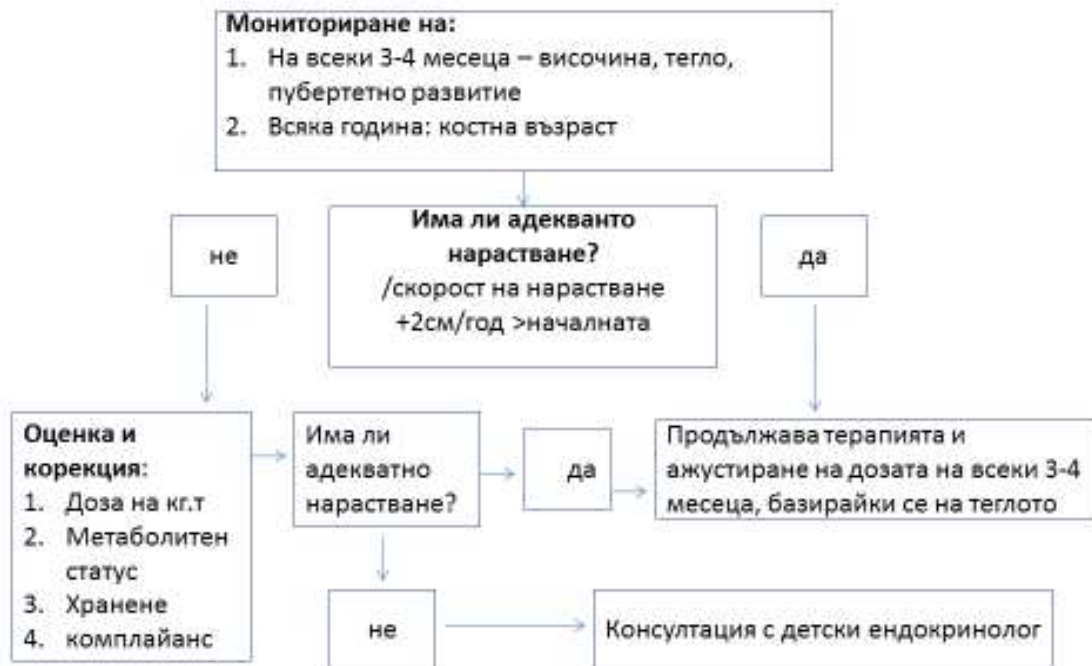 Мониториране на:
1. На всеки 3-4 месеца – височина, тегло,
пубертетно развитие
2. Всяка година: костна възраст
не
Има ли адекванто
нарастване?
/скорост на нарастване
+2см/год >началната
да
Оценка и
корекция:
1. Доза на кг.т
2. Метаболитен
статус
3. Хранене
4. комплайанс
Има ли
адекватно
нарастване?
да
Продължава терапията и
ажустиране на дозата на всеки 3-4
месеца, базирайки се на теглото
не
Консултация с детски ендокринолог